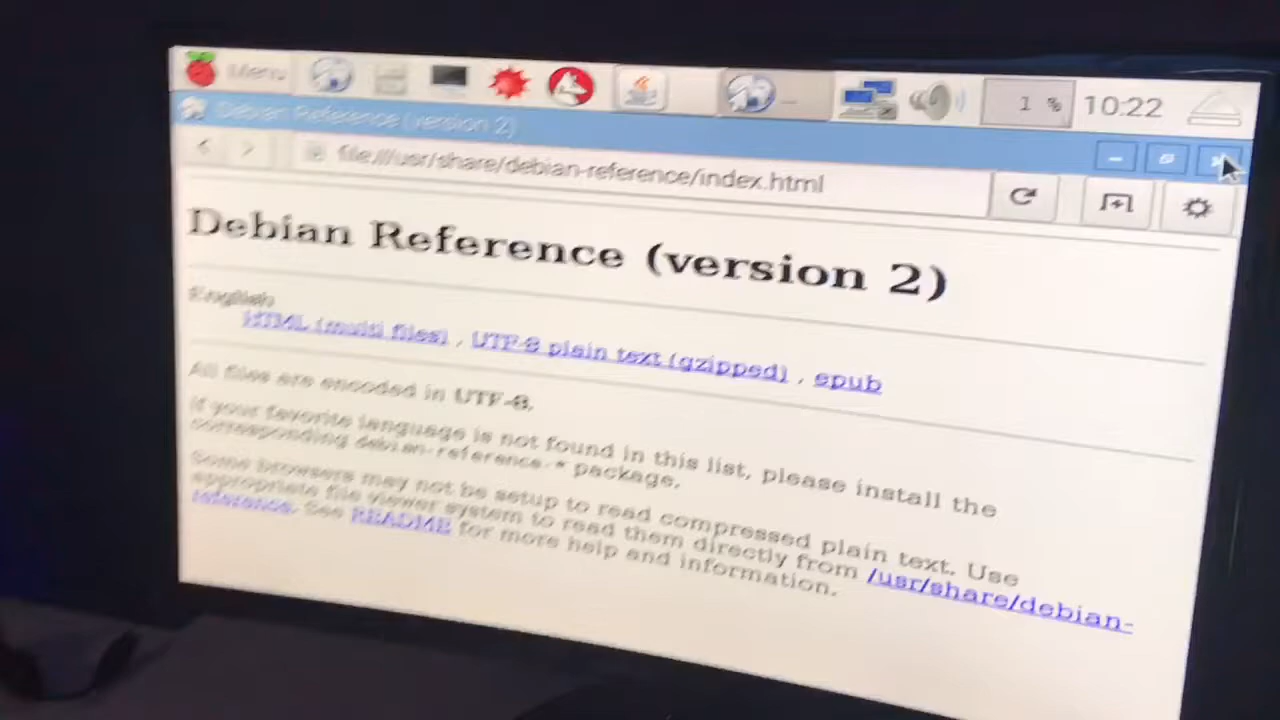 Menu
1 % 10:22
Debian Reference (version 2)
file:///usr/share/debian-reference/index.html
Debian Reference (version 2)
English
HTML (multi files) , UTF-8 plain text (gzipped) , epub
All files are encoded in UTF-8.
If your favorite language is not found in this list, please install the
corresponding debian-reference-* package.
Some browsers may not be setup to read compressed plain text. Use
appropriate file viewer system to read them directly from /usr/share/debian-
reference. See README for more help and information.